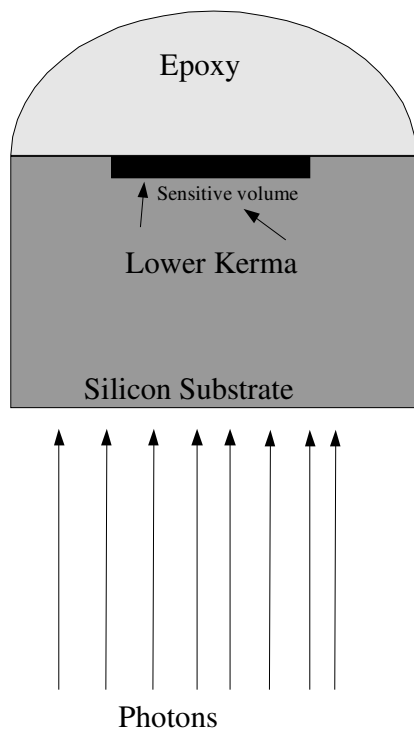 Epoxy
Sensitive volume
Lower Kerma
Silicon Substrate
Photons